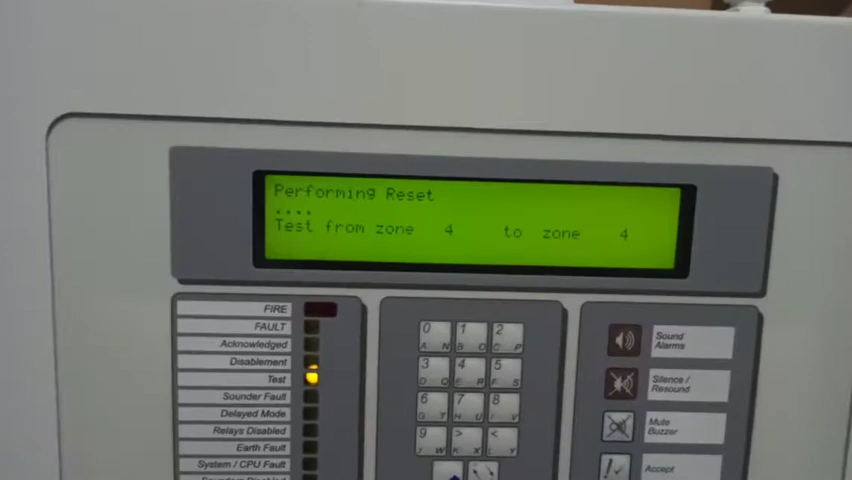 Performing Reset
....
Test from zone 4 to zone 4
FIRE
FAULT
Acknowledged
Disablement
Test
Sounder Fault
Delayed Mode
Relays Disabled
Earth Fault
System / CPU Fault
0 1 2
A N B O C P
3 4 5
D Q E R F S
6 7 8
G T H U I V
9 > <
J W K X L Y
Sound
Alarms
Silence /
Resound
Mute
Buzzer
Accept